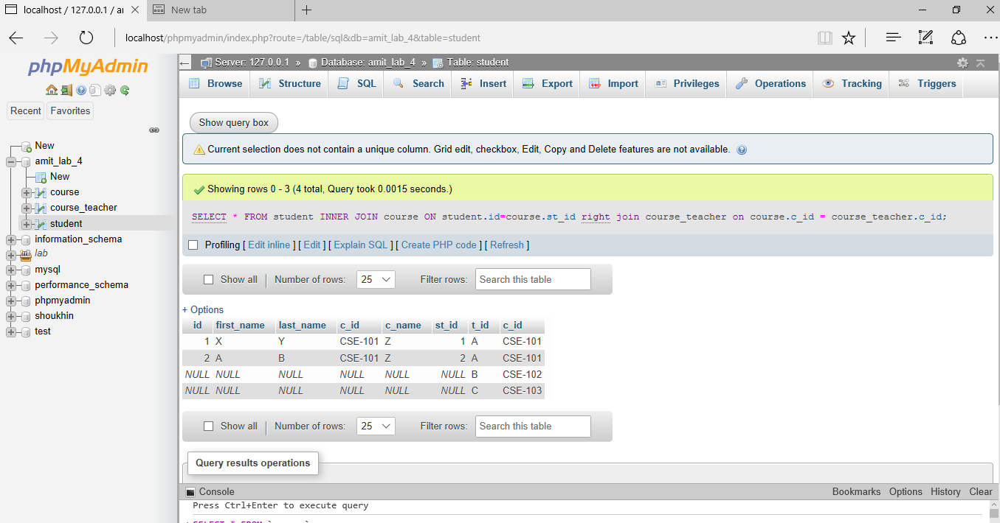 localhost / 127.0.0.1 / ar
New tab
localhost/phpmyadmin/index.php?route=/table/sql&db=amit_lab_4&table=student
phpMyAdmin
Recent Favorites
New
amit_lab_4
New
course
course_teacher
student
information_schema
lab
mysql
performance_schema
phpmyadmin
shoukhin
test
Server: 127.0.0.1 » Database: amit_lab_4 » Table: student
Browse Structure SQL Search Insert Export Import Privileges Operations Tracking Triggers
Show query box
Current selection does not contain a unique column. Grid edit, checkbox, Edit, Copy and Delete features are not available.
Showing rows 0 - 3 (4 total, Query took 0.0015 seconds.)
SELECT * FROM student INNER JOIN course ON student.id=course.st_id right join course_teacher on course.c_id = course_teacher.c_id;
Profiling [ Edit inline ] [ Edit ] [ Explain SQL ] [ Create PHP code ] [ Refresh ]
Show all Number of rows: 25 Filter rows: Search this table
+ Options
id first_name last_name c_id c_name st_id t_id c_id
1 X Y CSE-101 Z 1 A CSE-101
2 A B CSE-101 Z 2 A CSE-101
NULL NULL NULL NULL NULL NULL B CSE-102
NULL NULL NULL NULL NULL NULL C CSE-103
Show all Number of rows: 25 Filter rows: Search this table
Query results operations
Console Bookmarks Options History Clear
Press Ctrl+Enter to execute query
SELECT * FROM